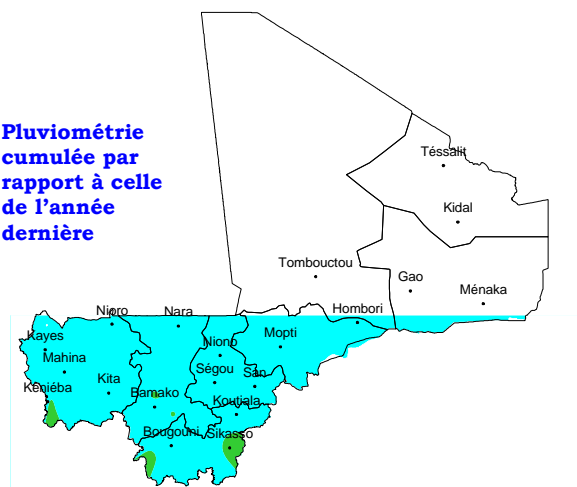 Pluviométrie
cumulée par
rapport à celle
de l'année
dernière
Téssalit
Kidal
Tombouctou
Gao
Ménaka
Hombori
Nioro
Nara
Kayes
Niono
Mopti
Mahina
Ségou
San
Kéniéba
Kita
Bamako
Koutiala
Bougouni
Sikasso